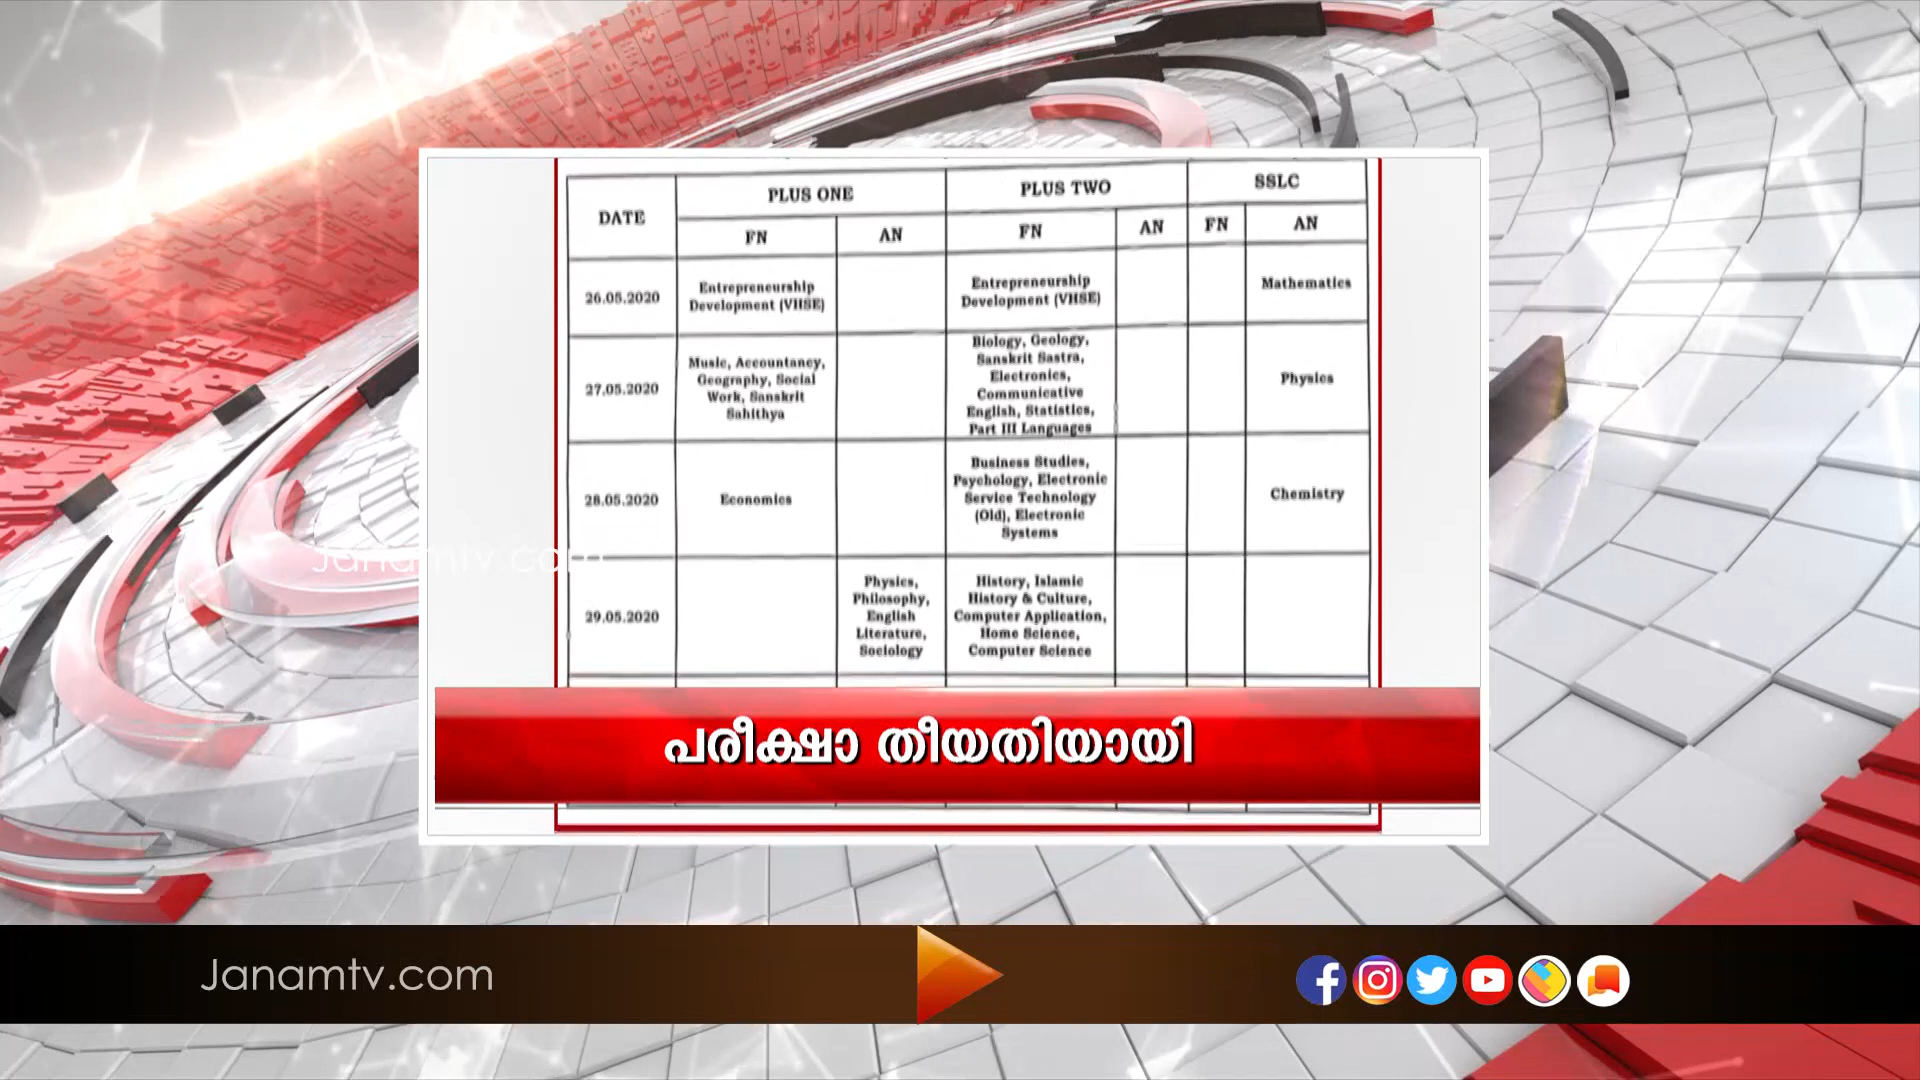 DATE
PLUS ONE
PLUS TWO
SSLC
FN
AN
FN
AN
FN
AN
26.05.2020
Entrepreneurship
Development (VHSE)
Entrepreneurship
Development (VHSE)
Mathematics
27.05.2020
Music, Accountancy,
Geography, Social
Work, Sanskrit
Sahithya
Biology, Geology,
Sanskrit Sastra,
Electronics,
Communicative
English, Statistics,
Part III Languages
Physics
28.05.2020
Economics
Business Studies,
Psychology, Electronic
Service Technology
(Old), Electronic
Systems
Chemistry
29.05.2020
Physics,
Philosophy,
English
Literature,
Sociology
History, Islamic
History & Culture,
Computer Application,
Home Science,
Computer Science
Janamtv.com
പരീക്ഷാ തീയതിയായി
Janamtv.com